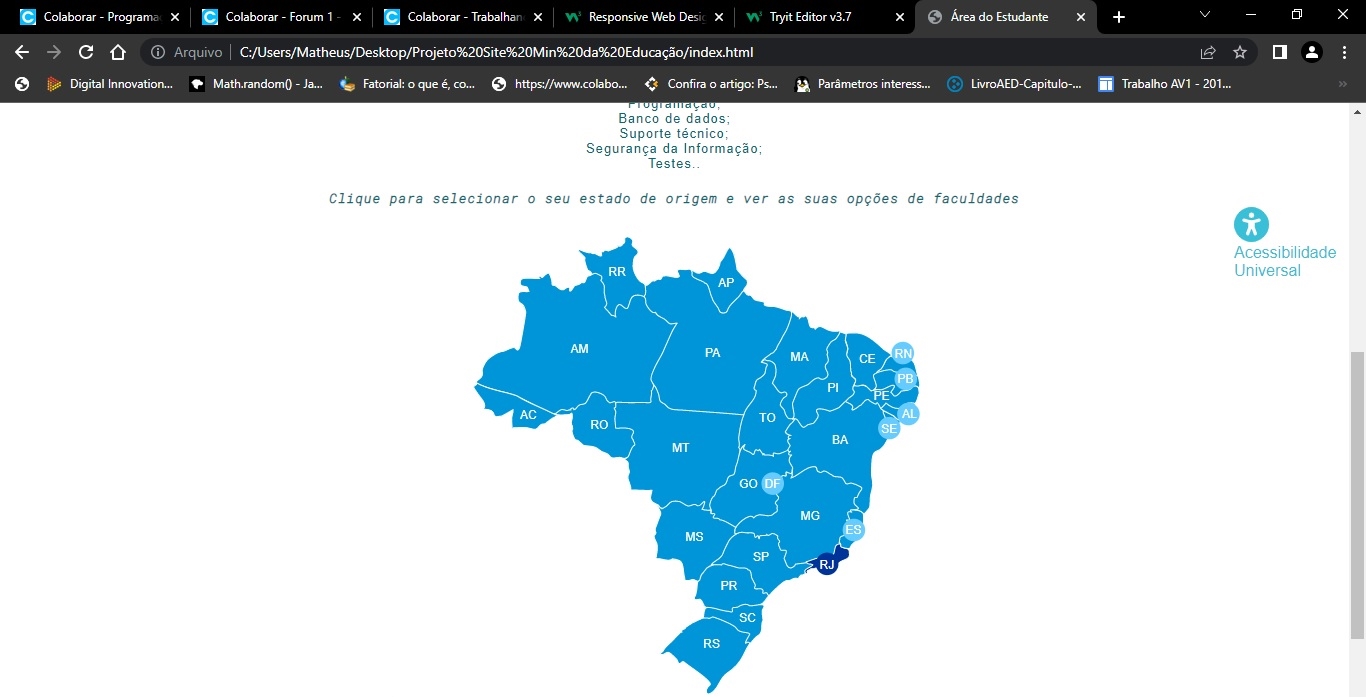 Colaborar - Programa
Colaborar - Forum 1 -
Colaborar - Trabalhan
Responsive Web Desig
Tryit Editor v3.7
Área do Estudante
Arquivo
C:/Users/Matheus/Desktop/Projeto%20Site%20Min%20da%20Educação/index.html
Digital Innovation...
Math.random() - Ja...
Fatorial: o que é, co...
https://www.colabo...
Confira o artigo: Ps...
Parâmetros interess...
LivroAED-Capitulo-...
Trabalho AV1 - 201...
Programação;
Banco de dados;
Suporte técnico;
Segurança da Informação;
Testes..
Clique para selecionar o seu estado de origem e ver as suas opções de faculdades
Acessibilidade
Universal
RR
AP
AM
PA
MA
CE
RN
PI
PB
PE
AC
RO
TO
AL
SE
MT
BA
GO
DF
MG
ES
MS
SP
RJ
PR
SC
RS